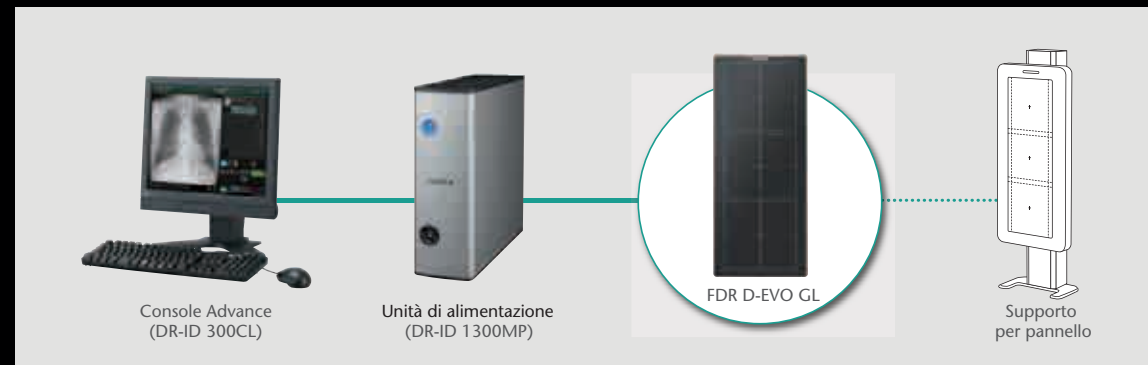 Console Advance
(DR-ID 300CL)
Unità di alimentazione
(DR-ID 1300MP)
FDR D-EVO GL
Supporto
per pannello